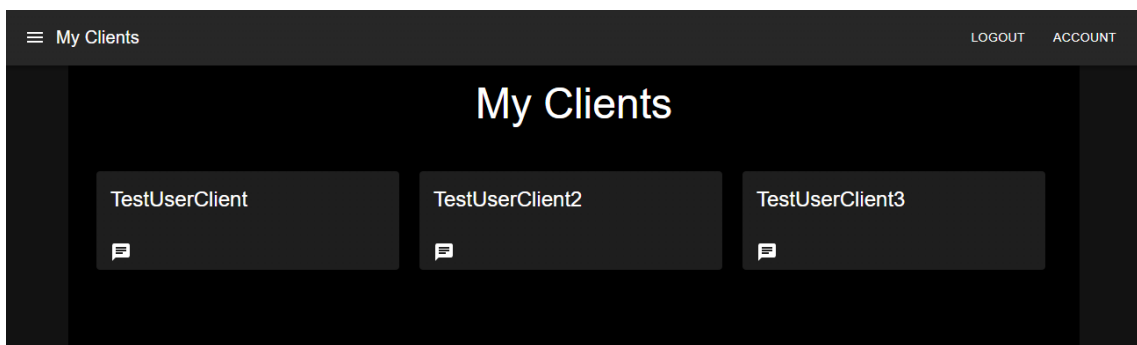 My Clients
LOGOUT ACCOUNT
My Clients
TestUserClient
TestUserClient2
TestUserClient3